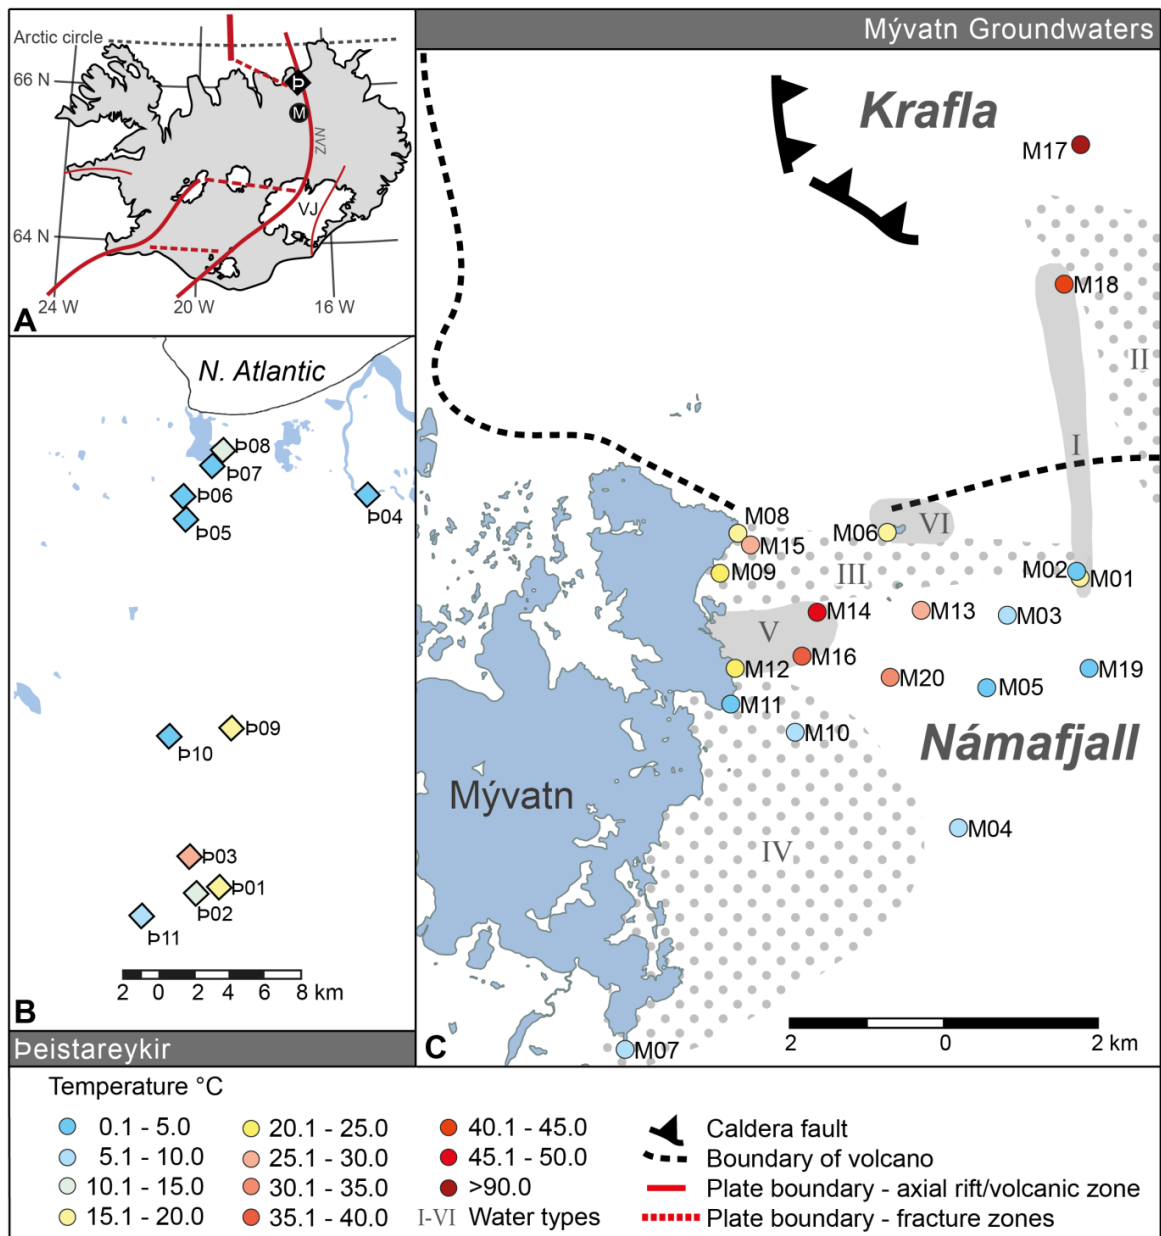 Mývatn Groundwaters
Arctic circle
66 N
64 N
24 W
20 W
16 W
Þ
M
NVZ
VJ
A
N. Atlantic
Þ08
Þ07
Þ06
Þ05
Þ04
Þ09
Þ10
Þ03
Þ01
Þ02
Þ11
2 0 2 4 6 8 km
B
Þeistareykir
Krafla
M17
M18
II
I
M08
M15
M06
VI
M09
III
M02
M01
M14
M13
M03
V
M16
M12
M20
M05
M19
M11
M10
Námafjall
Mývatn
M04
IV
2 0 2 km
C
M07
Temperature °C
0.1 - 5.0
5.1 - 10.0
10.1 - 15.0
15.1 - 20.0
20.1 - 25.0
25.1 - 30.0
30.1 - 35.0
35.1 - 40.0
40.1 - 45.0
45.1 - 50.0
>90.0
I-VI Water types
Caldera fault
Boundary of volcano
Plate boundary - axial rift/volcanic zone
Plate boundary - fracture zones